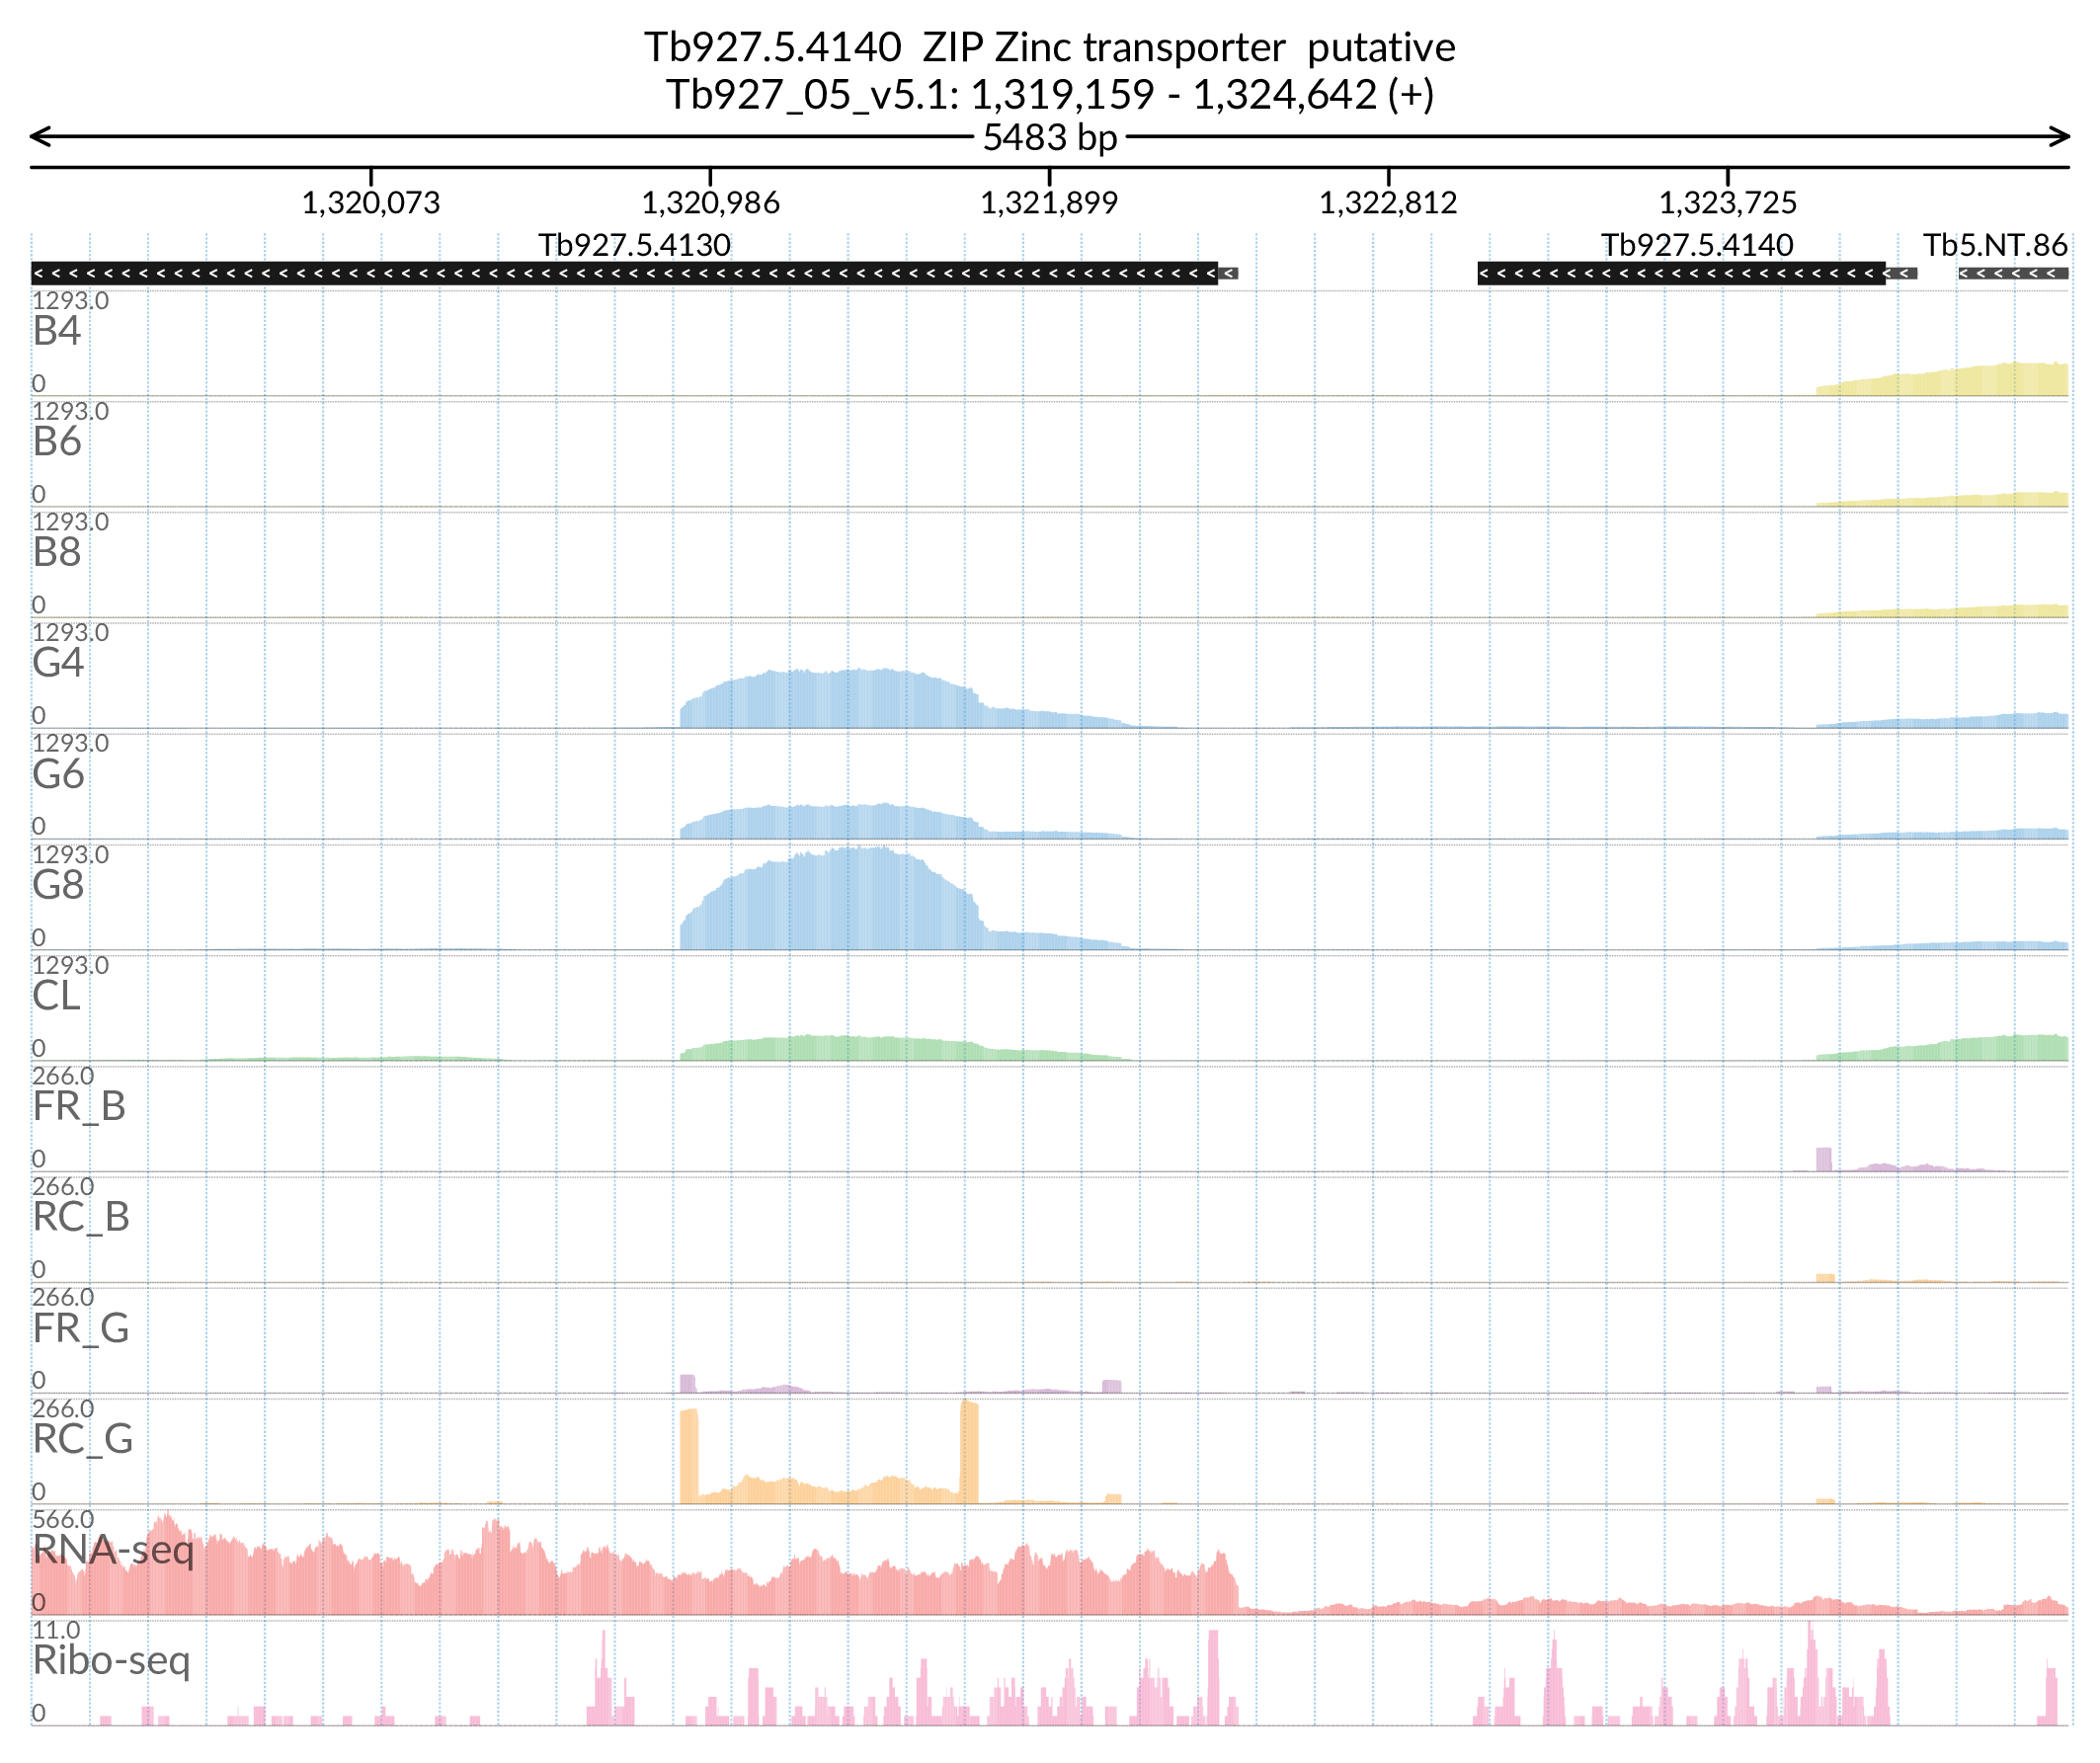 Tb927.5.4140  ZIP Zinc transporter  putative
Tb927_05_v5.1: 1,319,159 - 1,324,642 (+)
5483 bp
1,320,073 1,320,986 1,321,899 1,322,812 1,323,725
Tb927.5.4130 Tb927.5.4140 Tb5.NT.86
1293.0
B4
0
1293.0
B6
0
1293.0
B8
0
1293.0
G4
0
1293.0
G6
0
1293.0
G8
0
1293.0
CL
0
266.0
FR_B
0
266.0
RC_B
0
266.0
FR_G
0
266.0
RC_G
0
566.0
RNA-seq
0
11.0
Ribo-seq
0